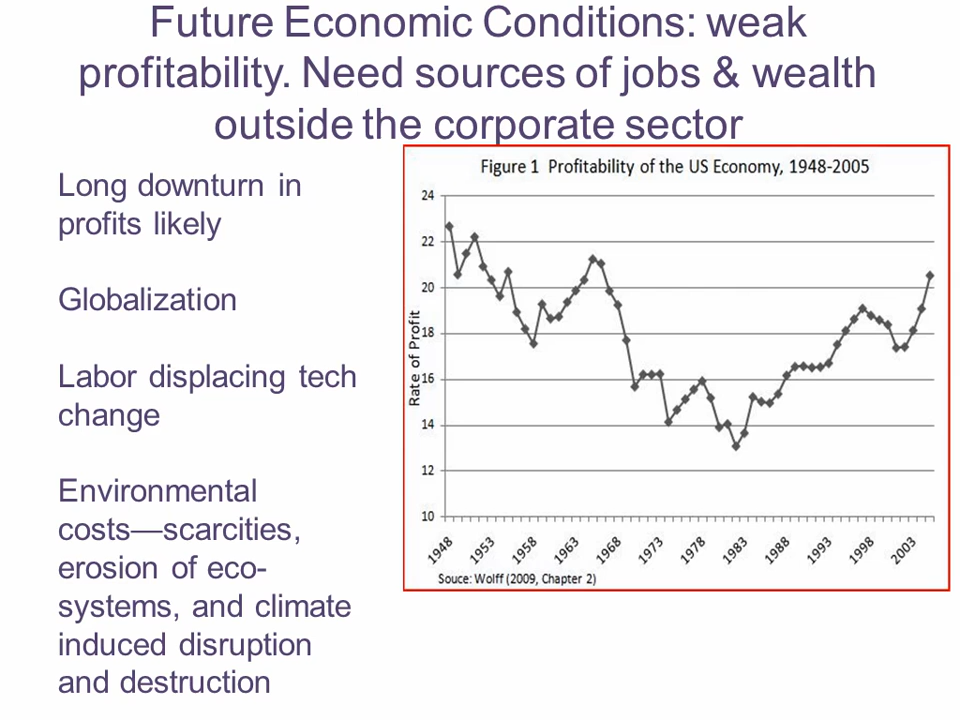 Future Economic Conditions: weak
profitability. Need sources of jobs & wealth
outside the corporate sector
Long downturn in
profits likely
Globalization
Labor displacing tech
change
Environmental
costs—scarcities,
erosion of eco-
systems, and climate
induced disruption
and destruction
Figure 1 Profitability of the US Economy, 1948-2005
Rate of Profit
24
22
20
18
16
14
12
10
1948
1953
1958
1963
1968
1973
1978
1983
1988
1993
1998
2003
Souce: Wolff (2009, Chapter 2)